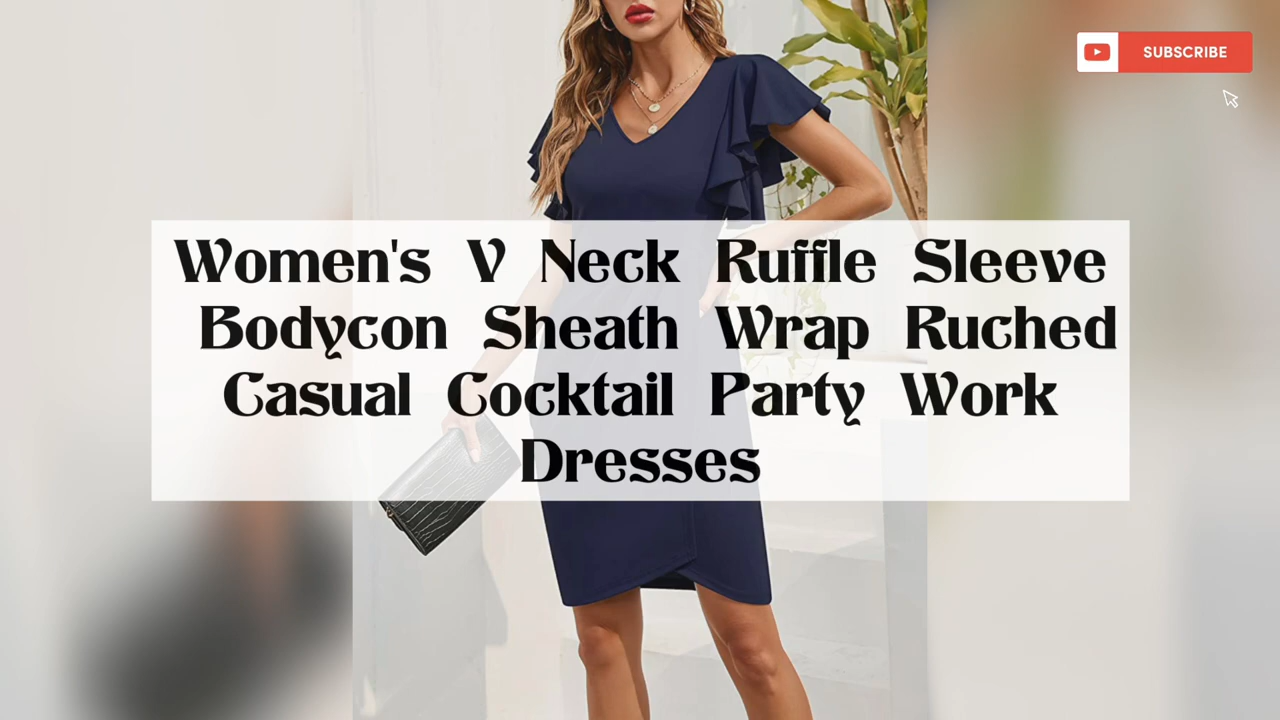 SUBSCRIBE
Women's V Neck Ruffle Sleeve
Bodycon Sheath Wrap Ruched
Casual Cocktail Party Work
Dresses